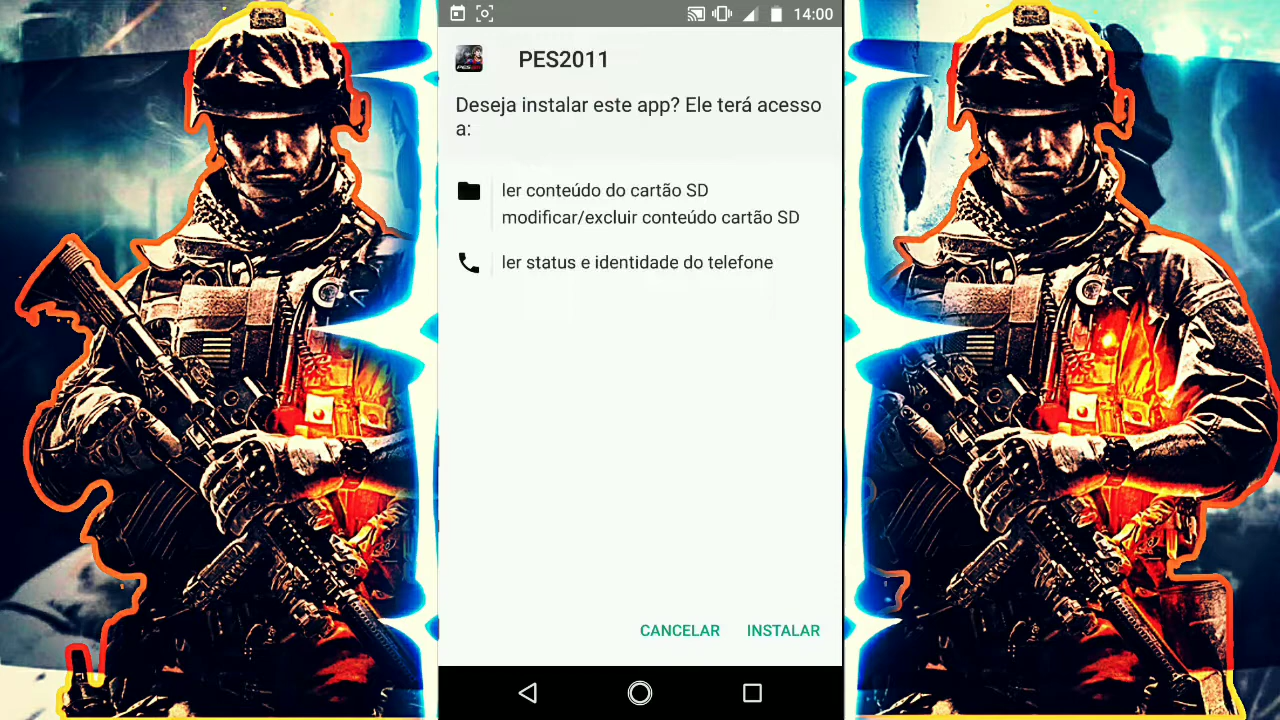 14:00
PES2011
Deseja instalar este app? Ele terá acesso
a:
ler conteúdo do cartão SD
modificar/excluir conteúdo cartão SD
ler status e identidade do telefone
CANCELAR INSTALAR